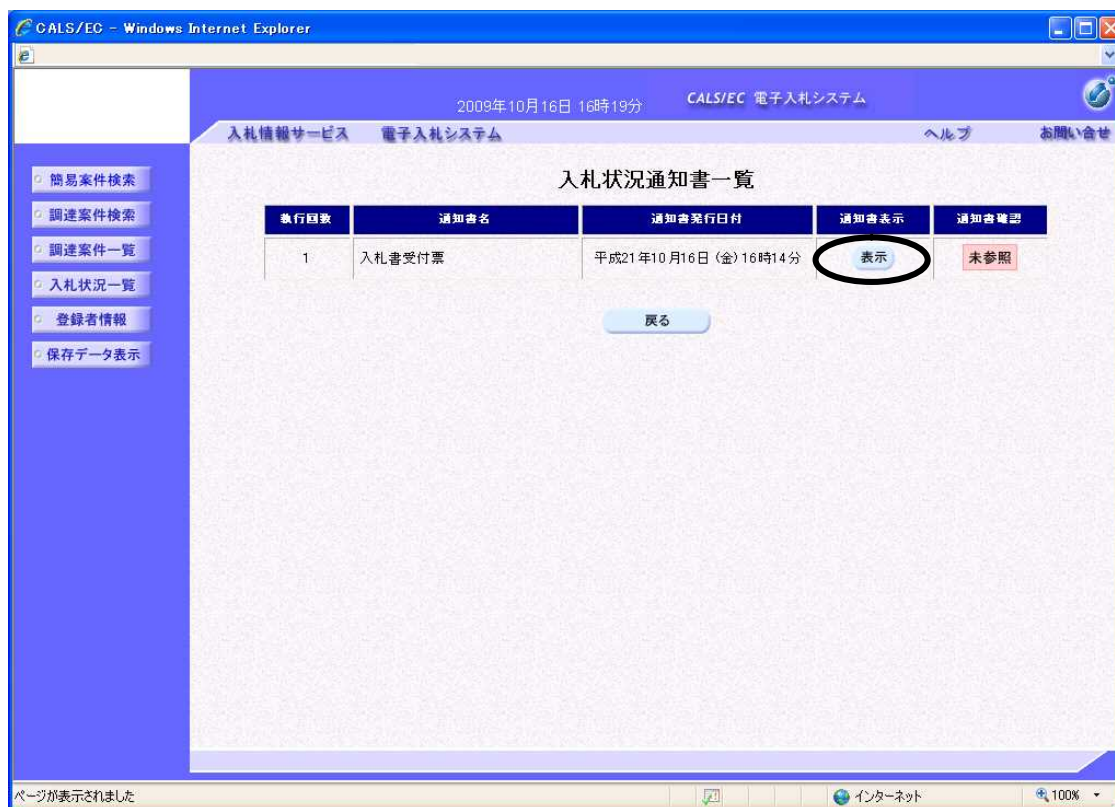 CALS/EC - Windows Internet Explorer
2009年10月16日 16時19分
CALS/EC 電子入札システム
入札情報サービス 電子入札システム ヘルプ お問い合せ
簡易案件検索
調達案件検索
調達案件一覧
入札状況一覧
登録者情報
保存データ表示
入札状況通知書一覧
執行回数 通知書名 通知書発行日付 通知書表示 通知書確認
1 入札書受付票 平成21年10月16日 (金) 16時14分 表示 未参照
戻る
ページが表示されました インターネット 100%